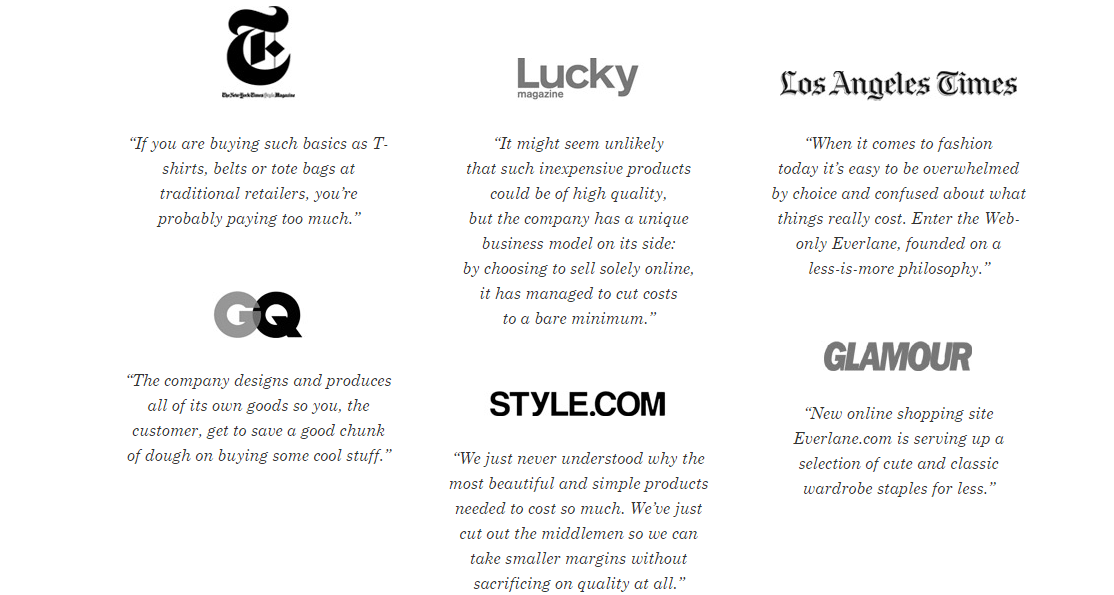 T
The New York Times Style Magazine
“If you are buying such basics as T-
shirts, belts or tote bags at
traditional retailers, you’re
probably paying too much.”
GQ
“The company designs and produces
all of its own goods so you, the
customer, get to save a good chunk
of dough on buying some cool stuff.”
Lucky
magazine
“It might seem unlikely
that such inexpensive products
could be of high quality,
but the company has a unique
business model on its side:
by choosing to sell solely online,
it has managed to cut costs
to a bare minimum.”
STYLE.COM
“We just never understood why the
most beautiful and simple products
needed to cost so much. We’ve just
cut out the middlemen so we can
take smaller margins without
sacrificing on quality at all.”
Los Angeles Times
“When it comes to fashion
today it’s easy to be overwhelmed
by choice and confused about what
things really cost. Enter the Web-
only Everlane, founded on a
less-is-more philosophy.”
GLAMOUR
“New online shopping site
Everlane.com is serving up a
selection of cute and classic
wardrobe staples for less.”